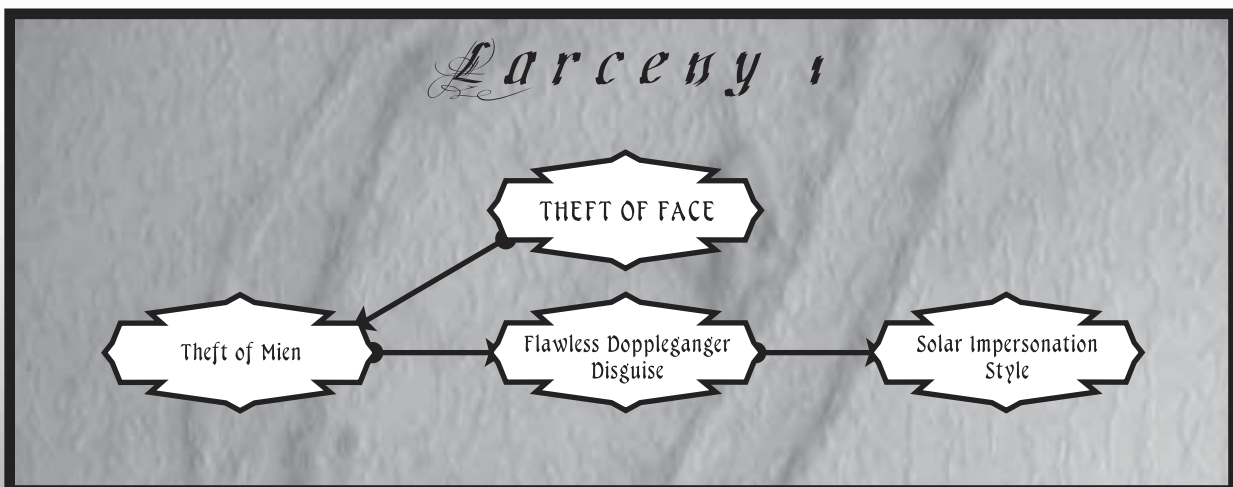 Larceny 1
THEFT OF FACE
Theft of Mien
Flawless Doppleganger
Disguise
Solar Impersonation
Style